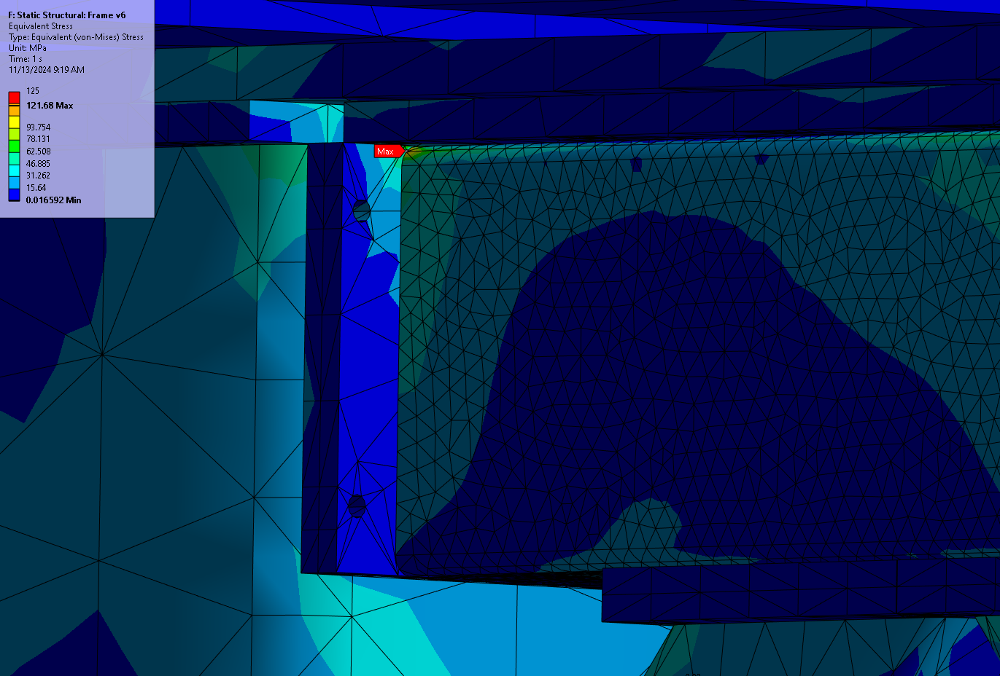 F: Static Structural: Frame v6
Equivalent Stress
Type: Equivalent (von-Mises) Stress
Unit: MPa
Time: 1 s
11/13/2024 9:19 AM
125
121.68 Max
93.754
78.131
62.508
46.885
31.262
15.64
0.016592 Min
Max